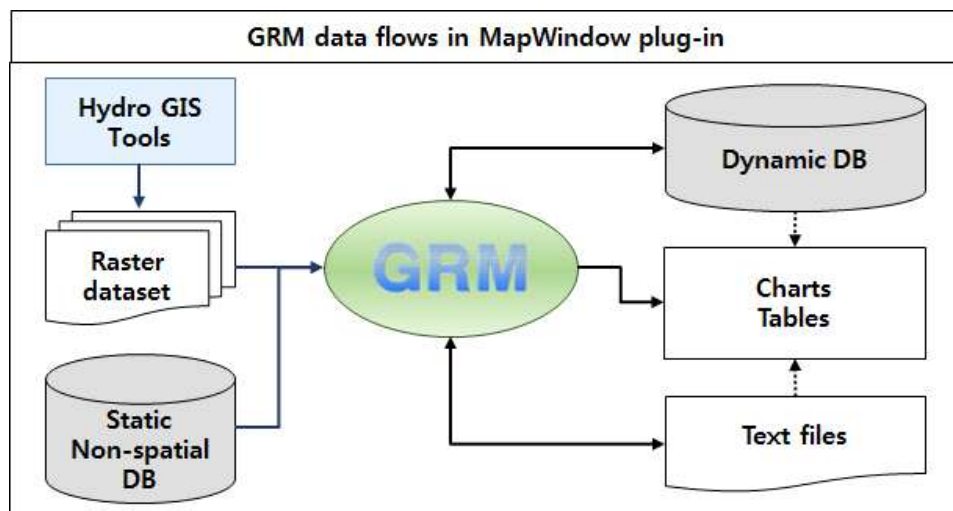 GRM data flows in MapWindow plug-in
Hydro GIS
Tools
Raster
dataset
Static
Non-spatial
DB
GRM
Dynamic DB
Charts
Tables
Text files